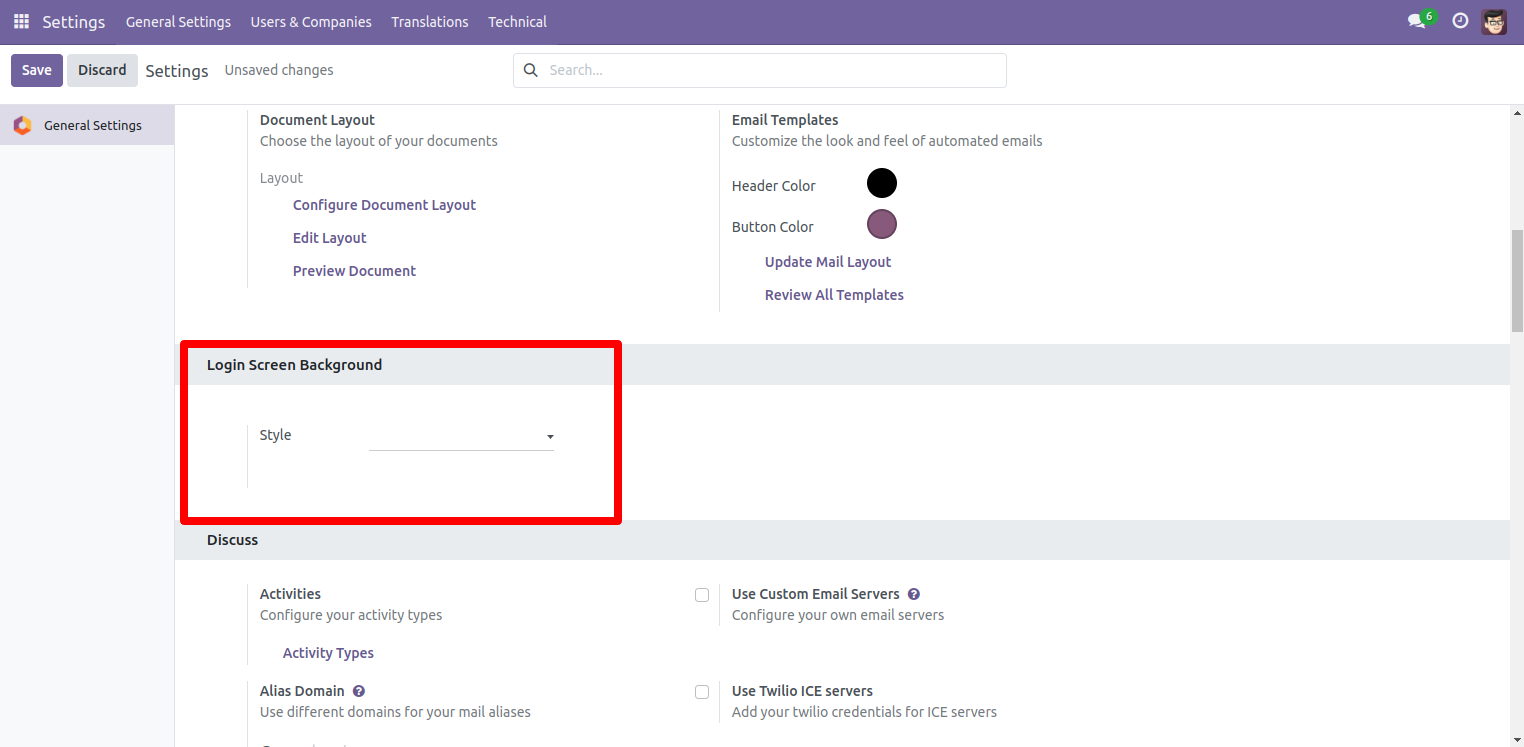 Settings General Settings Users & Companies Translations Technical 6
Save Discard Settings Unsaved changes Search...
General Settings
Document Layout
Choose the layout of your documents
Layout
Configure Document Layout
Edit Layout
Preview Document
Email Templates
Customize the look and feel of automated emails
Header Color
Button Color
Update Mail Layout
Review All Templates
Login Screen Background
Style
Discuss
Activities
Configure your activity types
Activity Types
Use Custom Email Servers ?
Configure your own email servers
Alias Domain ?
Use different domains for your mail aliases
Use Twilio ICE servers
Add your twilio credentials for ICE servers